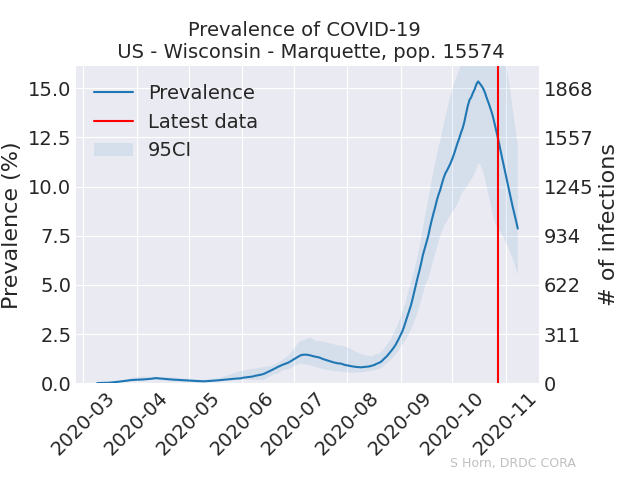 Prevalence of COVID-19
US - Wisconsin - Marquette, pop. 15574
Prevalence
Latest data
95CI
Prevalence (%)
15.0
12.5
10.0
7.5
5.0
2.5
0.0
1868
1557
1245
934
622
311
0
# of infections
2020-03
2020-04
2020-05
2020-06
2020-07
2020-08
2020-09
2020-10
2020-11
S Horn, DRDC CORA